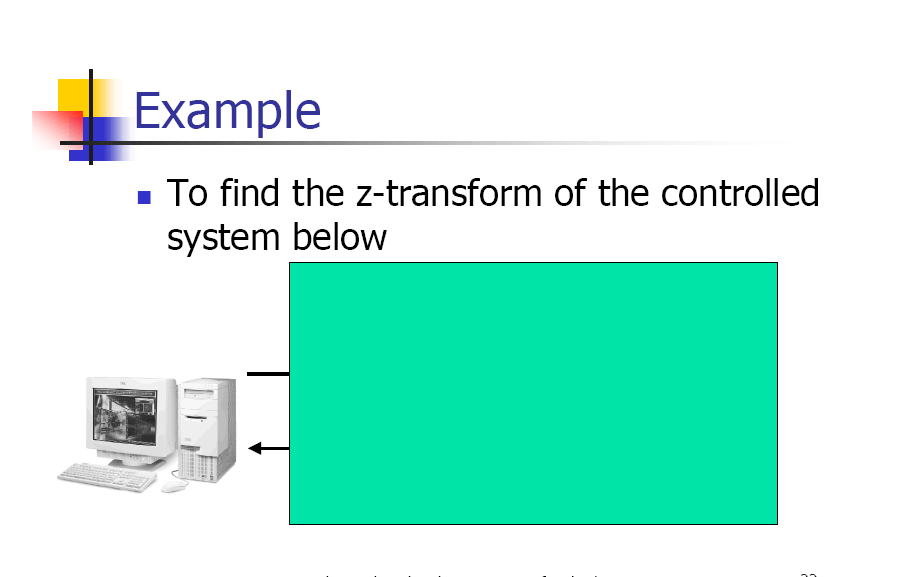 Example
To find the z-transform of the controlled
system below